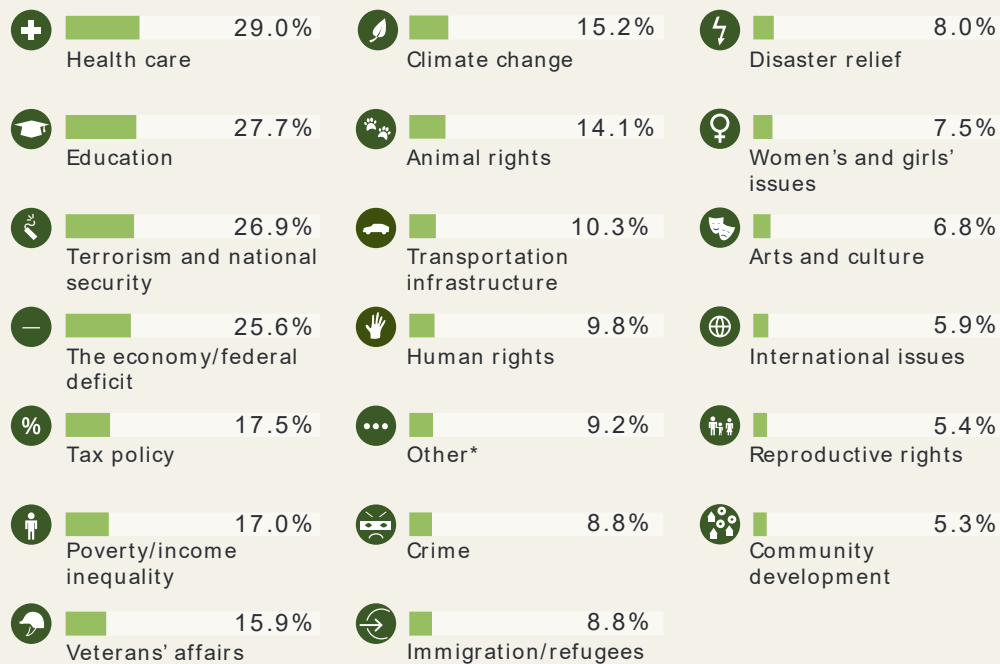 29.0%
Health care
27.7%
Education
26.9%
Terrorism and national
security
25.6%
The economy/federal
deficit
%
17.5%
Tax policy
17.0%
Poverty/income
inequality
15.9%
Veterans’ affairs
15.2%
Climate change
14.1%
Animal rights
10.3%
Transportation
infrastructure
9.8%
Human rights
9.2%
Other*
8.8%
Crime
8.8%
Immigration/refugees
8.0%
Disaster relief
7.5%
Women’s and girls’
issues
6.8%
Arts and culture
5.9%
International issues
5.4%
Reproductive rights
5.3%
Community
development